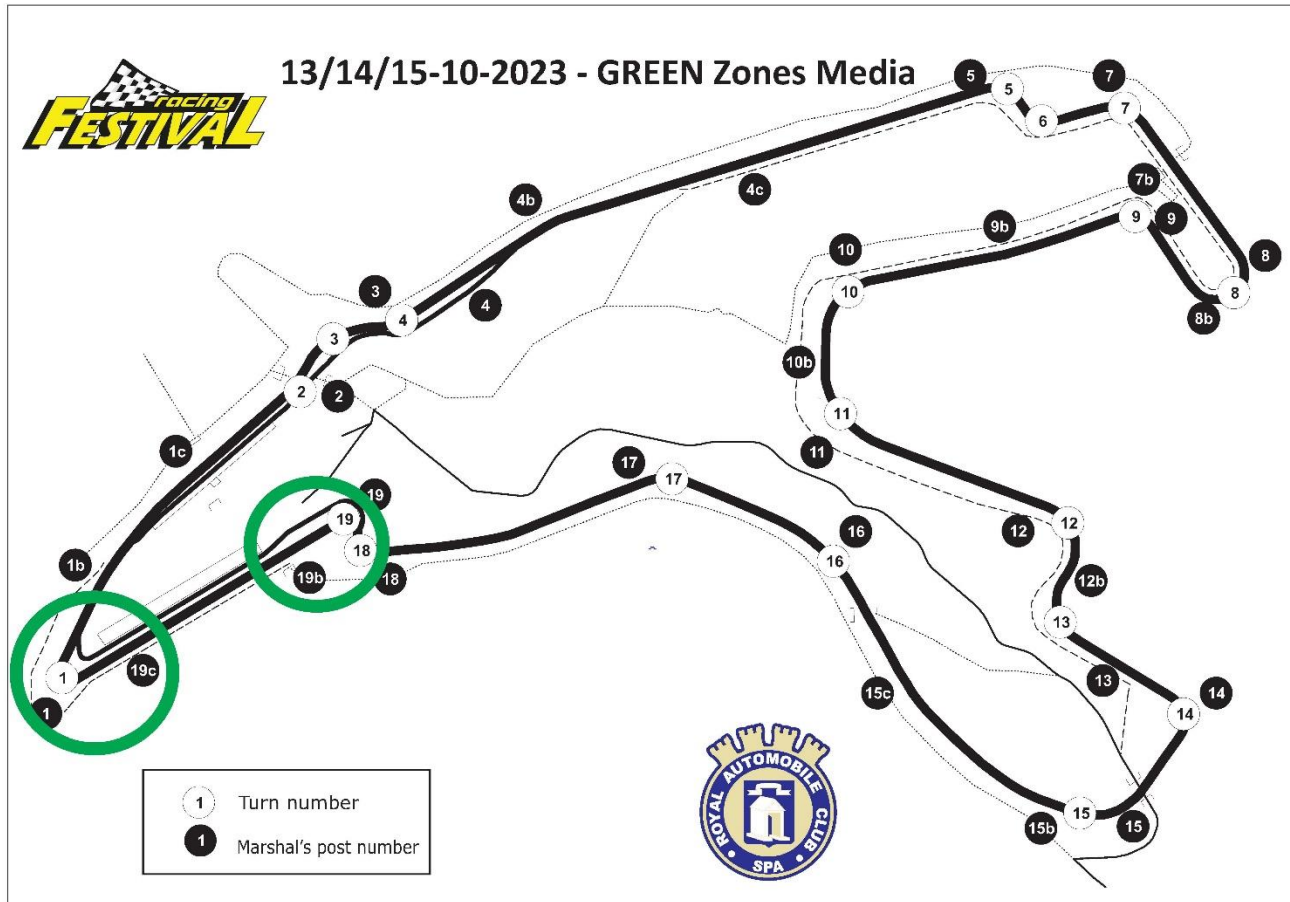 13/14/15-10-2023 - GREEN Zones Media
racing
FESTIVAL
5
5
7
6
7
4b
4c
7b
9b
9
9
10
8
3
10
8
4
4
8b
3
10b
2
2
11
1c
11
17
17
19
19
12
12
16
18
16
1b
19b
18
12b
13
1
19c
13
14
15c
14
1
15
15b
15
1 Turn number
1 Marshal's post number
ROYAL AUTOMOBILE CLUB
SPA